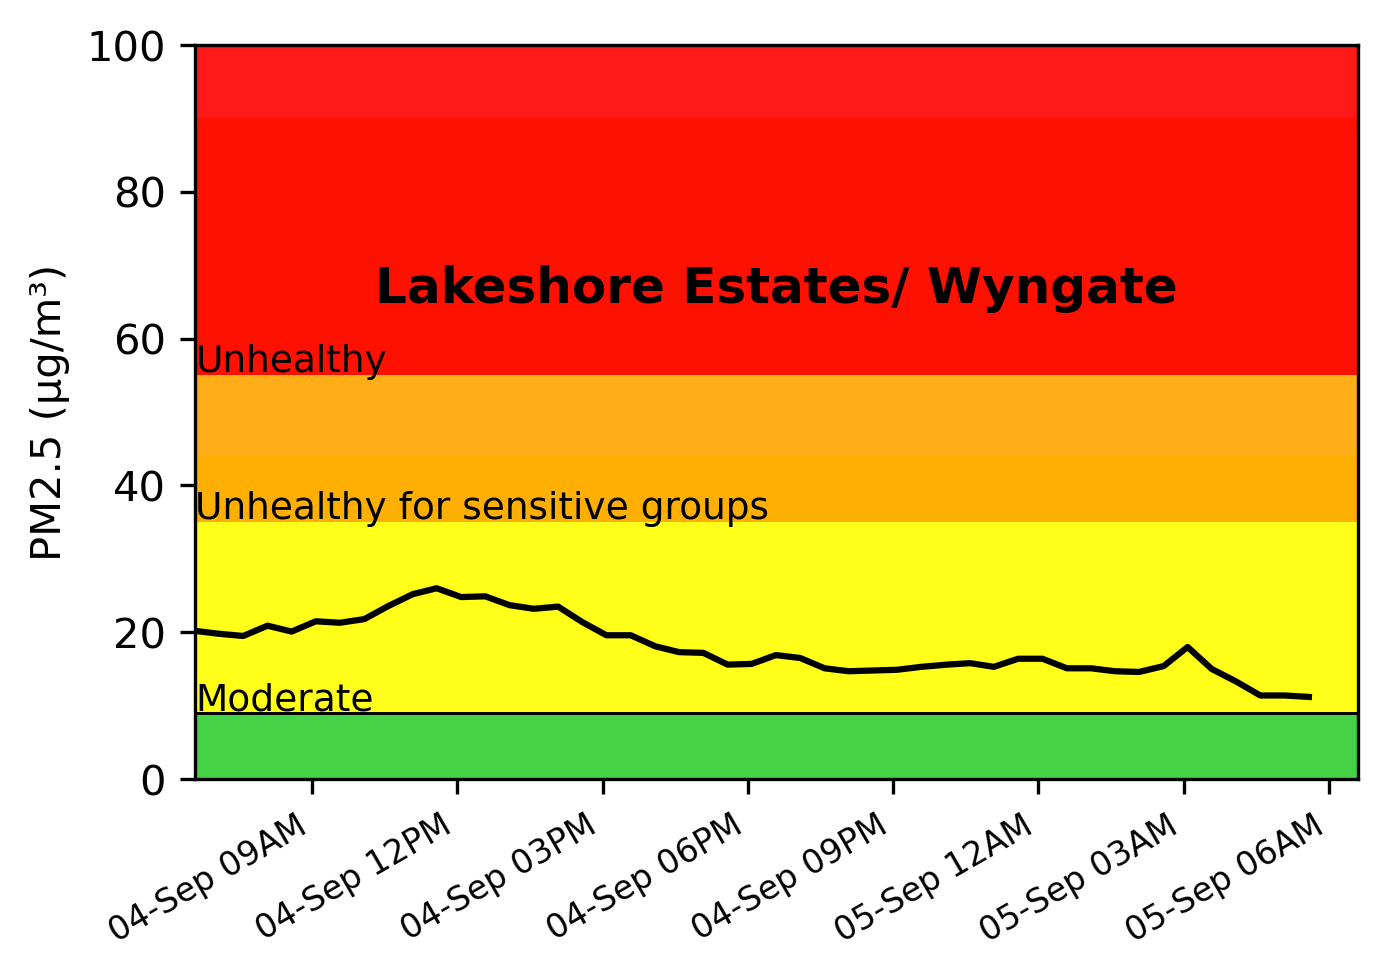 100
80
60
40
20
0
PM2.5 (µg/m³)
Lakeshore Estates/ Wyngate
Unhealthy
Unhealthy for sensitive groups
Moderate
04-Sep 09AM
04-Sep 12PM
04-Sep 03PM
04-Sep 06PM
04-Sep 09PM
05-Sep 12AM
05-Sep 03AM
05-Sep 06AM